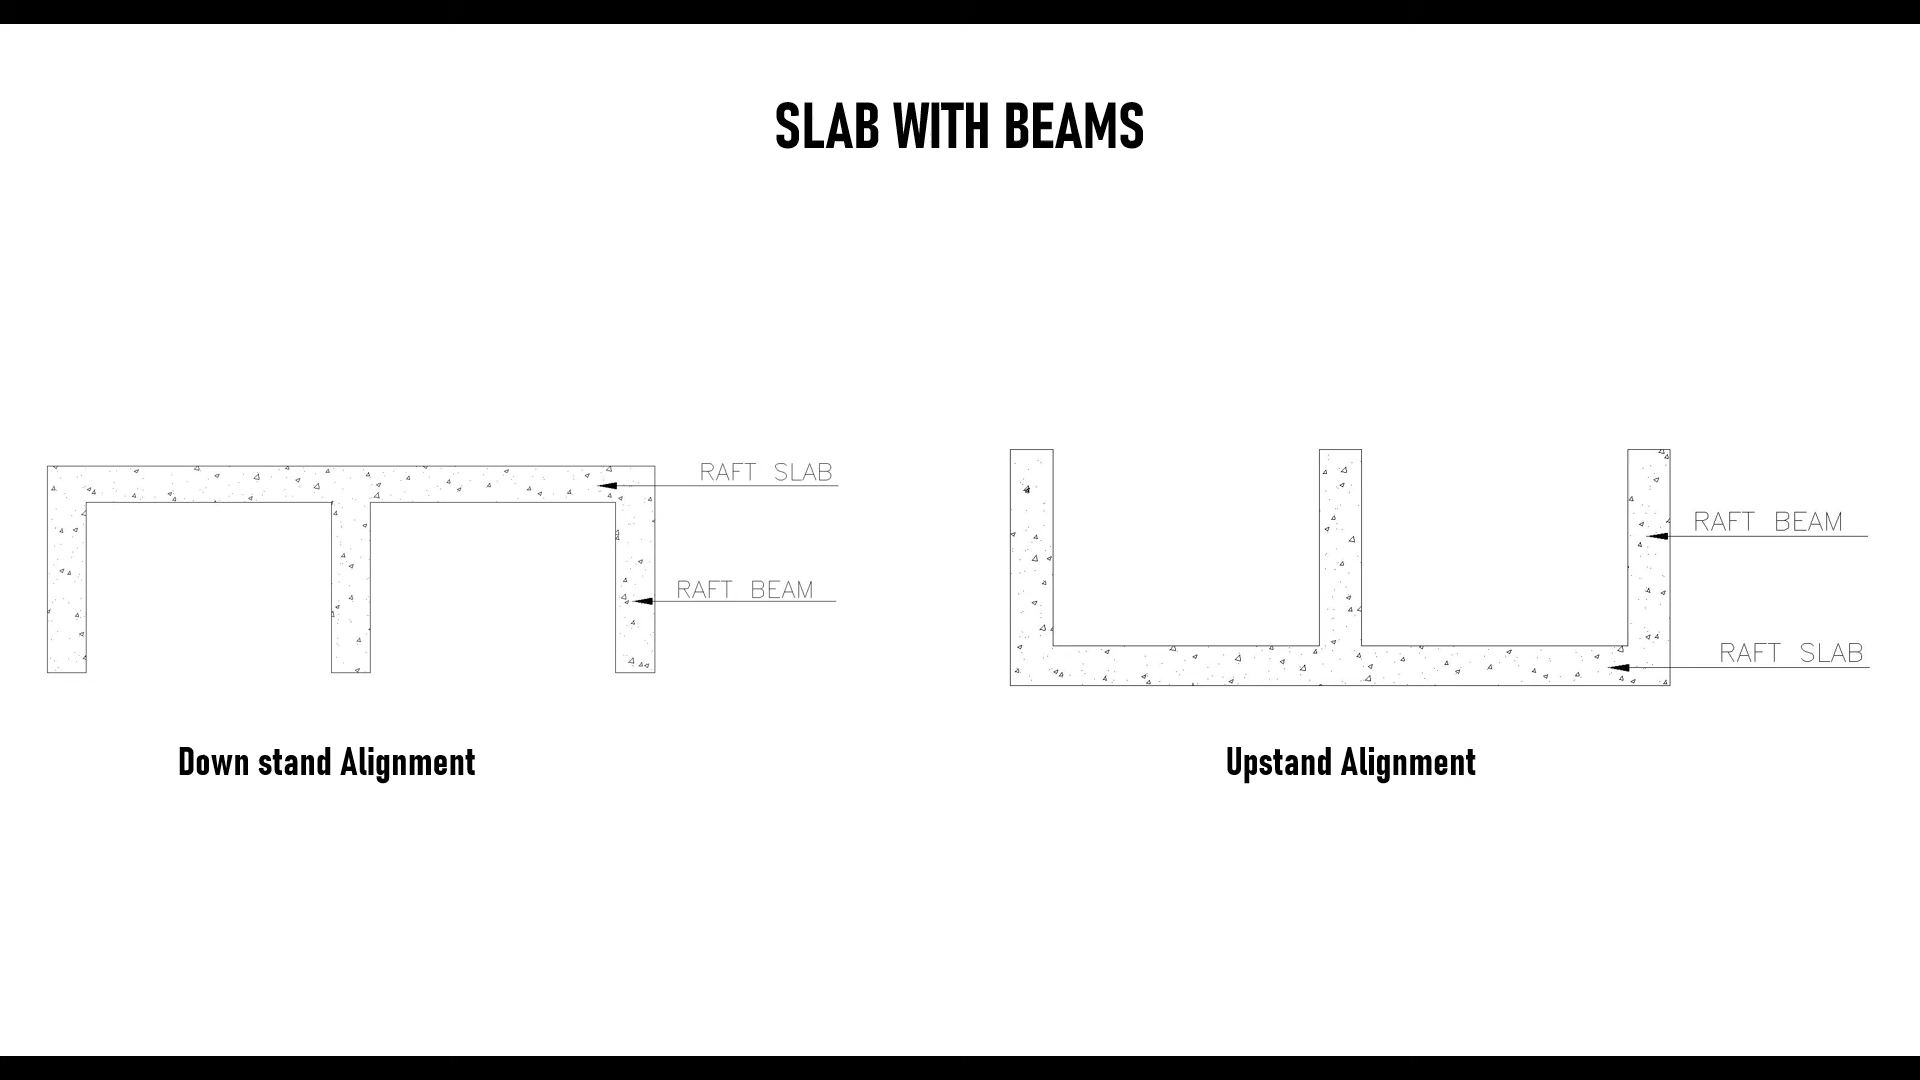 SLAB WITH BEAMS
RAFT SLAB
RAFT BEAM
Down stand Alignment
RAFT BEAM
RAFT SLAB
Upstand Alignment